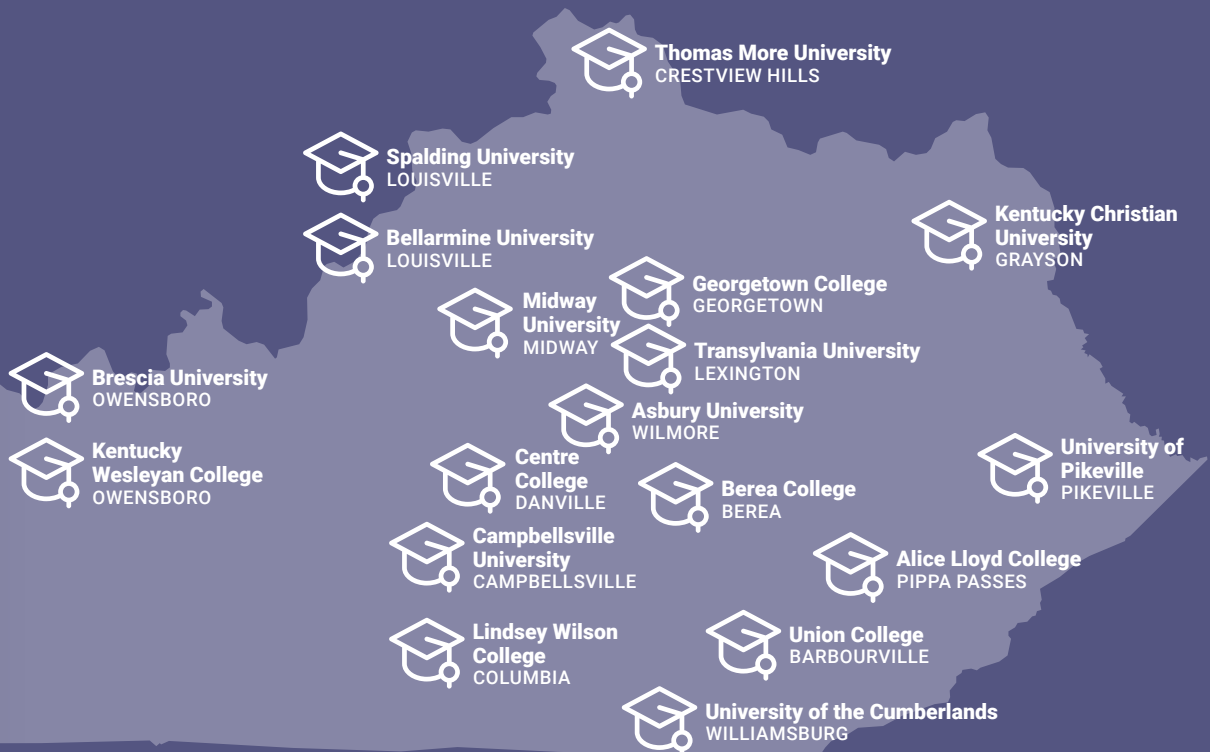 Thomas More University
CRESTVIEW HILLS
Spalding University
LOUISVILLE
Bellarmine University
LOUISVILLE
Kentucky Christian
University
GRAYSON
Georgetown College
GEORGETOWN
Midway
University
MIDWAY
Transylvania University
LEXINGTON
Brescia University
OWENSBORO
Asbury University
WILMORE
Kentucky
Wesleyan College
OWENSBORO
Centre
College
DANVILLE
Berea College
BEREA
University of
Pikeville
PIKEVILLE
Campbellsville
University
CAMPBELLSVILLE
Alice Lloyd College
PIPPA PASSES
Lindsey Wilson
College
COLUMBIA
Union College
BARBOURVILLE
University of the Cumberlands
WILLIAMSBURG